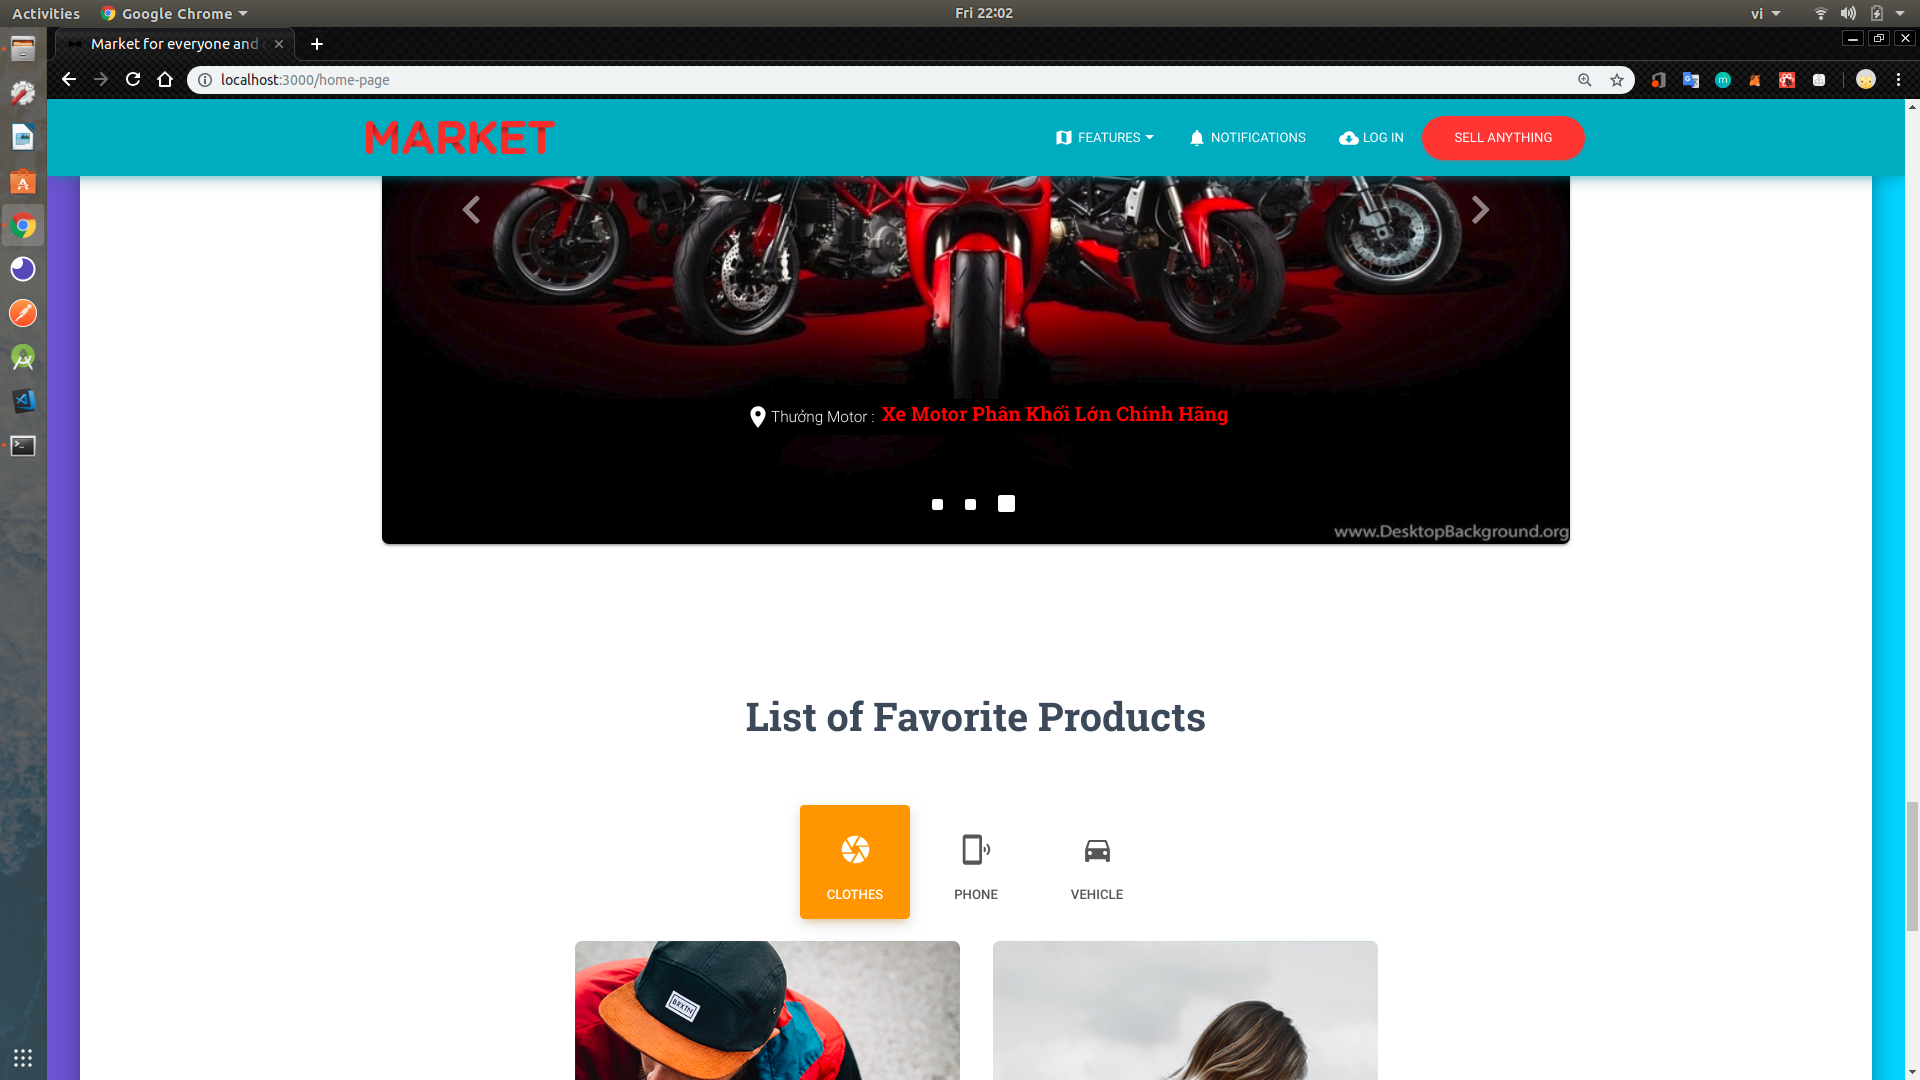 Activities
Google Chrome
Fri 22:02
vi
Market for everyone and
localhost:3000/home-page
MARKET
FEATURES
NOTIFICATIONS
LOG IN
SELL ANYTHING
Thưởng Motor : Xe Motor Phân Khối Lớn Chính Hãng
www.DesktopBackground.org
List of Favorite Products
CLOTHES
PHONE
VEHICLE
BRXTN